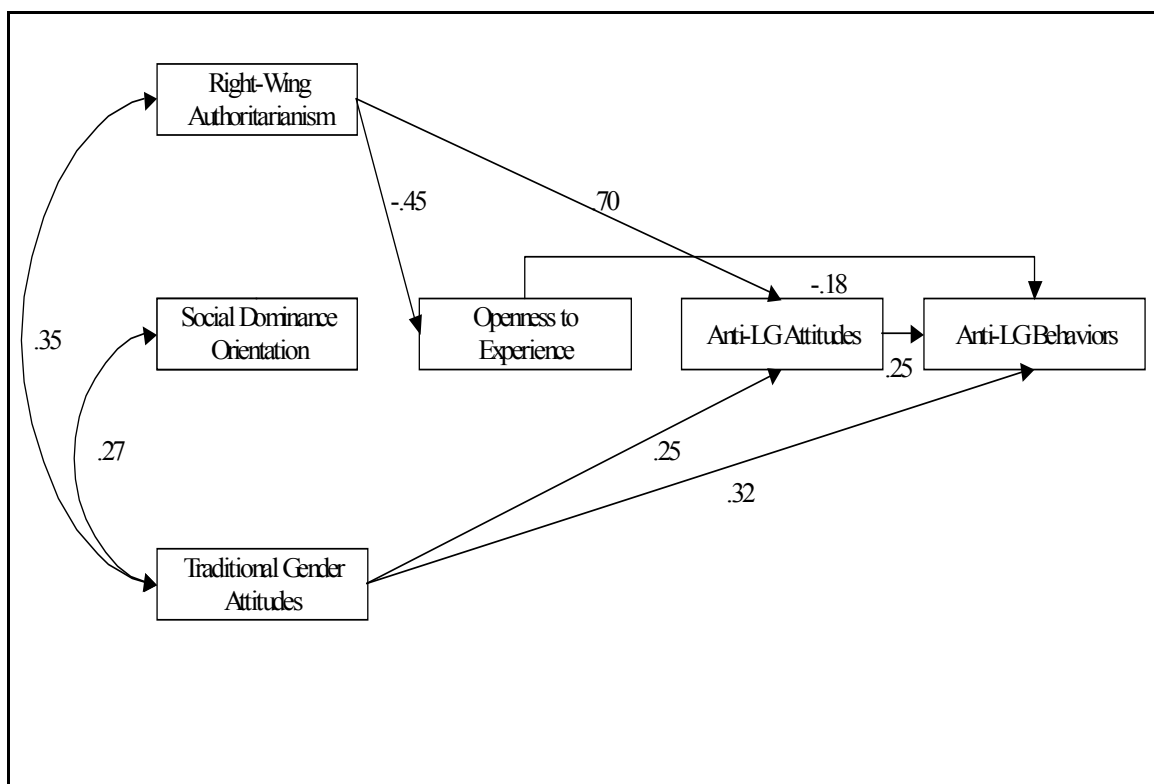 Right-Wing
Authoritarianism
-.45
.70
Social Dominance
Orientation
Openness to
Experience
-.18
Anti-LG Attitudes
Anti-LG Behaviors
.35
.25
.27
.25
.32
Traditional Gender
Attitudes